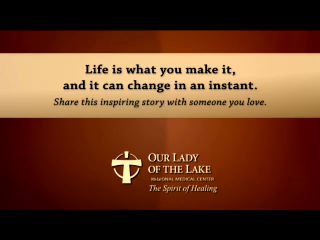 Life is what you make it,
and it can change in an instant.
Share this inspiring story with someone you love.
OUR LADY
OF THE LAKE
REGIONAL MEDICAL CENTER
The Spirit of Healing